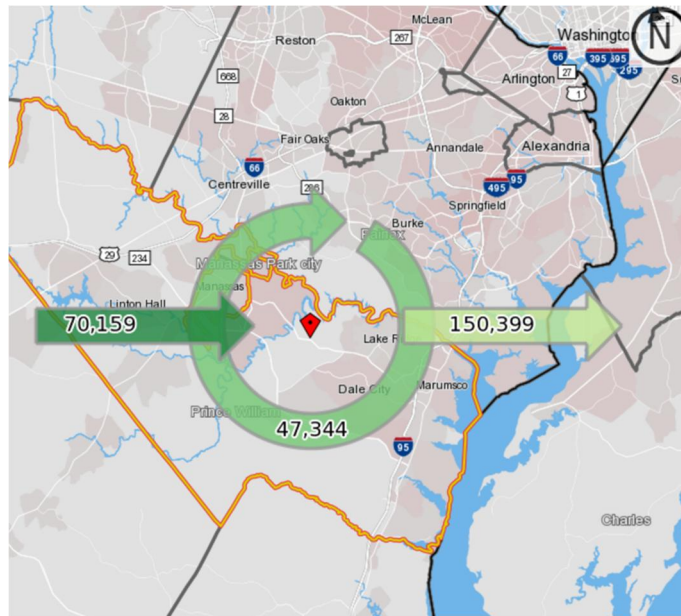 McLean
Washington
N
267
Reston
66
395
395
295
668
Arlington
27
1
Oakton
28
Fair Oaks
Annandale
Alexandria
66
Centreville
286
495
95
Springfield
Burke
Fairfax
29
234
Manassas Park city
Manassas
Linton Hall
70,159
150,399
Lake
Dale City
Marumsco
Prince William
47,344
95
Charles